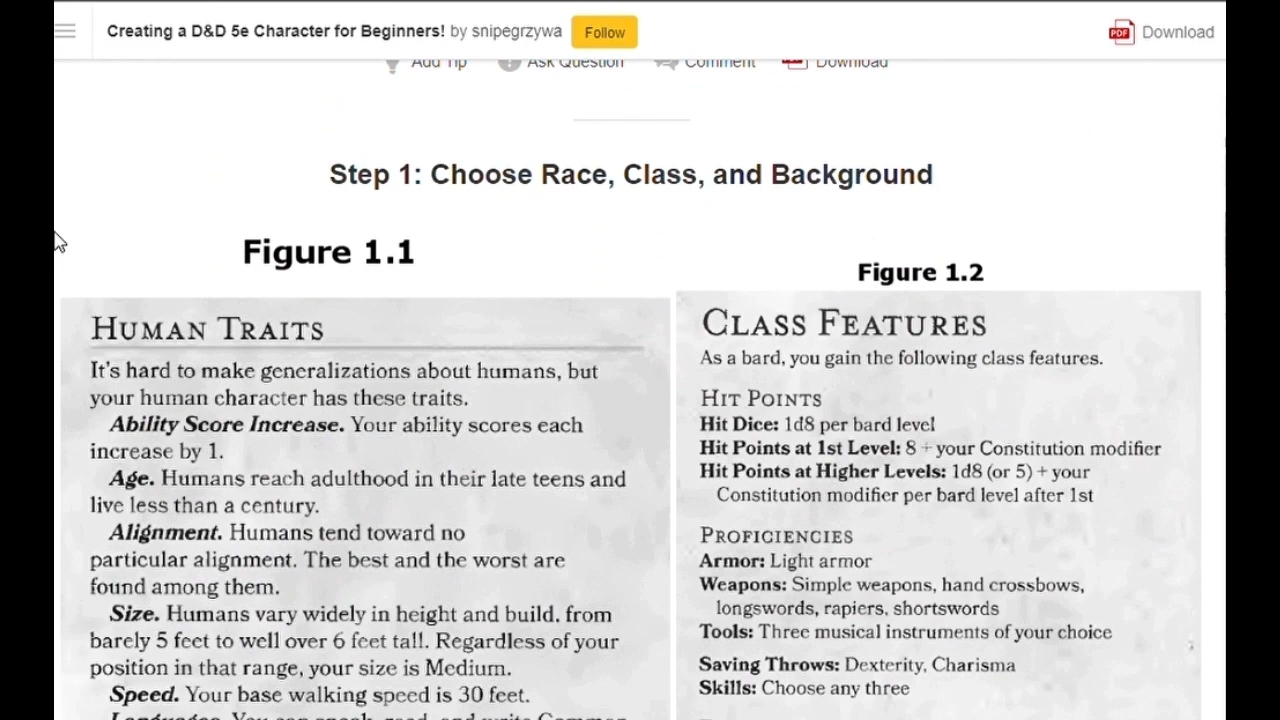 Creating a D&D 5e Character for Beginners! by snipegrzywa Follow Download
Add Tip Ask Question Comment Download
Step 1: Choose Race, Class, and Background
Figure 1.1
HUMAN TRAITS
It's hard to make generalizations about humans, but
your human character has these traits.
Ability Score Increase. Your ability scores each
increase by 1.
Age. Humans reach adulthood in their late teens and
live less than a century.
Alignment. Humans tend toward no
particular alignment. The best and the worst are
found among them.
Size. Humans vary widely in height and build, from
barely 5 feet to well over 6 feet tall. Regardless of your
position in that range, your size is Medium.
Speed. Your base walking speed is 30 feet.
Languages. You can speak, read, and write Common
Figure 1.2
CLASS FEATURES
As a bard, you gain the following class features.
HIT POINTS
Hit Dice: 1d8 per bard level
Hit Points at 1st Level: 8 + your Constitution modifier
Hit Points at Higher Levels: 1d8 (or 5) + your
Constitution modifier per bard level after 1st
PROFICIENCIES
Armor: Light armor
Weapons: Simple weapons, hand crossbows,
longswords, rapiers, shortswords
Tools: Three musical instruments of your choice
Saving Throws: Dexterity, Charisma
Skills: Choose any three